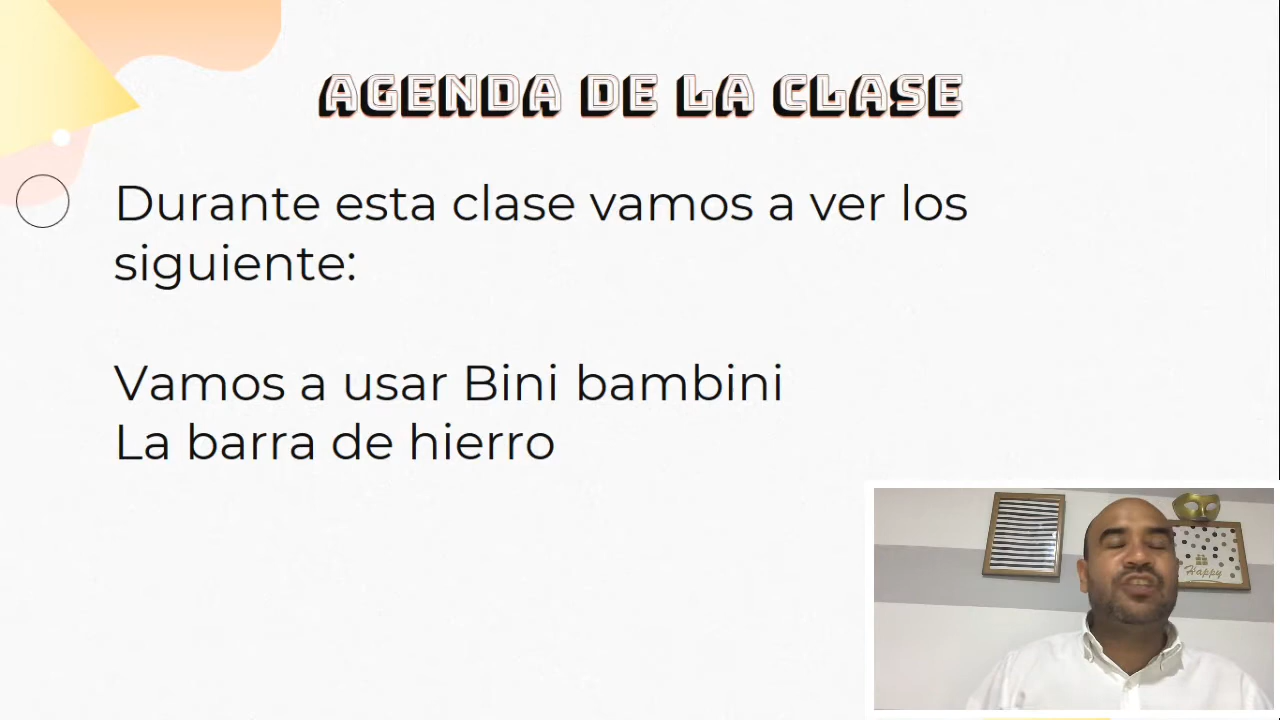 AGENDA DE LA CLASE
Durante esta clase vamos a ver los
siguiente:
Vamos a usar Bini bambini
La barra de hierro
Happy